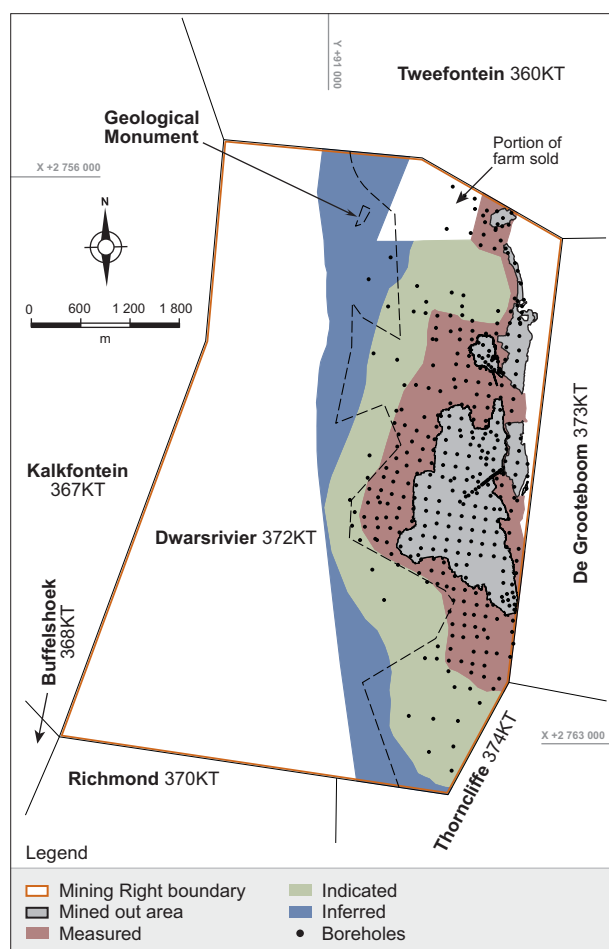 Y +91 000
Tweefontein 360KT
Geological
Monument
Portion of
farm sold
X +2 756 000
N
0 600 1 200 1 800
m
De Grooteboom 373KT
Kalkfontein
367KT
Dwarsrivier 372KT
Buffelshoek
368KT
X +2 763 000
Thorncliffe 374KT
Richmond 370KT
Legend
Mining Right boundary
Mined out area
Measured
Indicated
Inferred
Boreholes